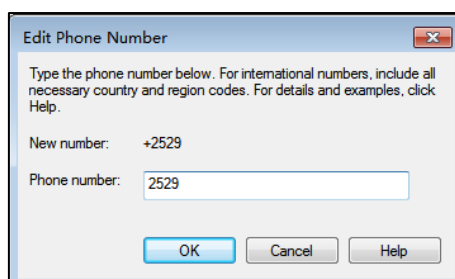 Edit Phone Number
Type the phone number below. For international numbers, include all
necessary country and region codes. For details and examples, click
Help.
New number: +2529
Phone number: 2529
OK Cancel Help